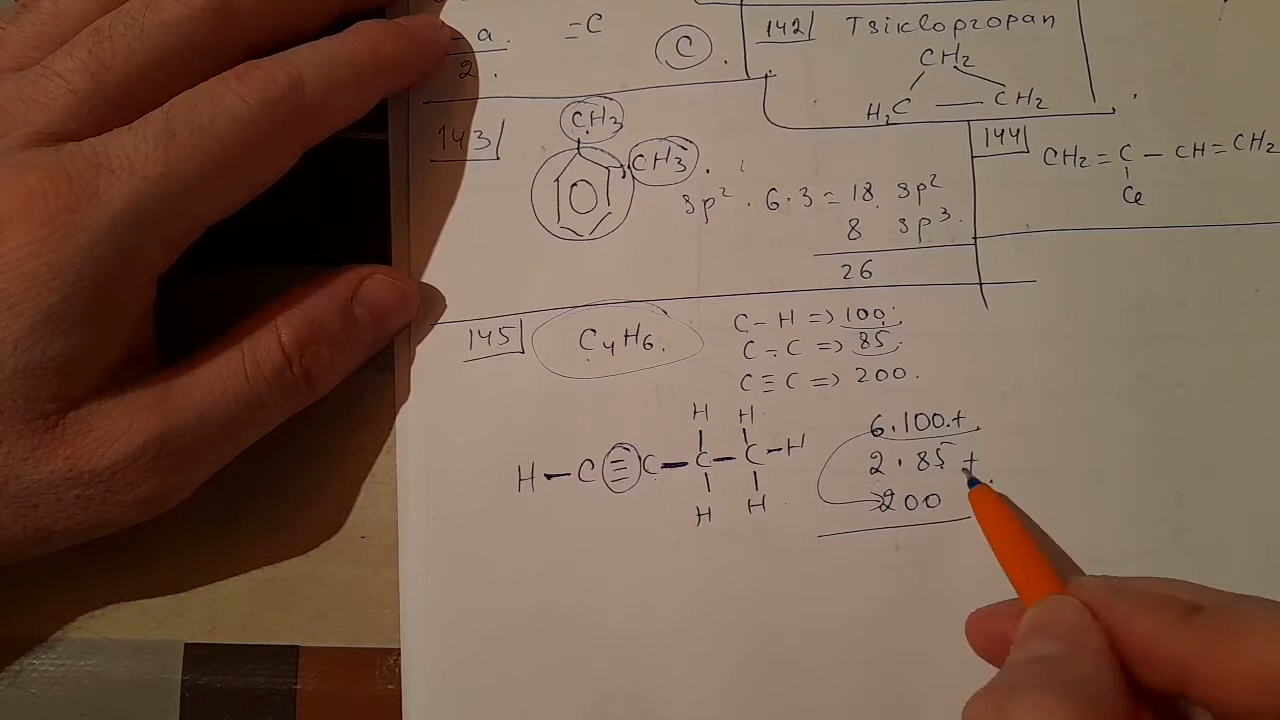 a.
2.
=C
C.
142/ Tsiklopropan
CH2
H2C — CH2
143/
CH3
CH3.
sp². 6·3=18. sp²
8 sp³.
26
144/
CH2=C—CH=CH2
Ce
145/ C4H6.
C-H => 100.
C-C => 85.
C≡C => 200.
H H
H—C≡C—C—C—H
H H
6.100.+
2.85+
200